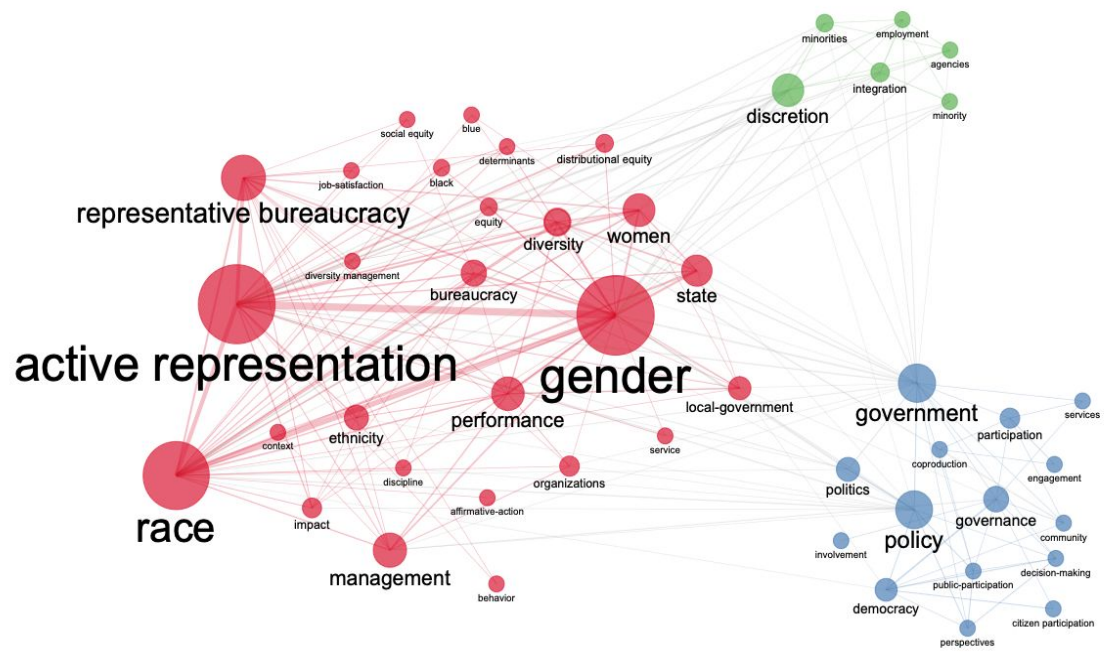 minorities
employment
agencies
integration
discretion
minority
social equity
blue
determinants
distributional equity
job-satisfaction
black
representative bureaucracy
equity
diversity
women
diversity management
bureaucracy
state
active representation
gender
performance
local-government
government
services
participation
context
ethnicity
service
coproduction
engagement
discipline
organizations
politics
race
impact
affirmative-action
policy
governance
community
involvement
management
behavior
public-participation
decision-making
democracy
citizen participation
perspectives